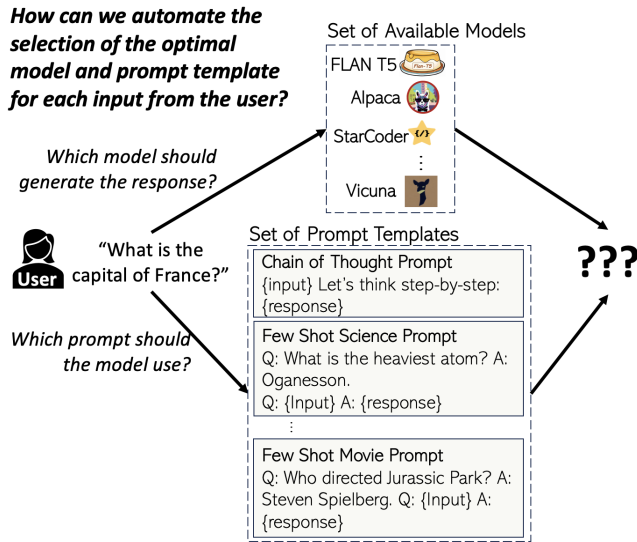 How can we automate the
selection of the optimal
model and prompt template
for each input from the user?
Set of Available Models
FLAN T5
Flan-T5
Alpaca
StarCoder
{/}
⋮
Vicuna
Which model should
generate the response?
User
"What is the
capital of France?"
Which prompt should
the model use?
Set of Prompt Templates
Chain of Thought Prompt
{input} Let's think step-by-step:
{response}
Few Shot Science Prompt
Q: What is the heaviest atom? A:
Oganesson.
Q: {Input} A: {response}
⋮
Few Shot Movie Prompt
Q: Who directed Jurassic Park? A:
Steven Spielberg. Q: {Input} A:
{response}
???